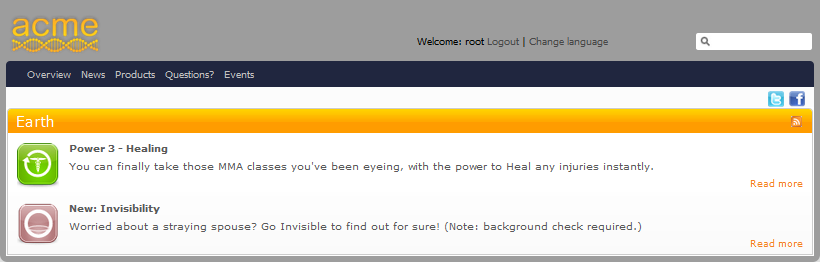 acme
Welcome: root Logout | Change language
Overview News Products Questions? Events
Earth
Power 3 - Healing
You can finally take those MMA classes you've been eyeing, with the power to Heal any injuries instantly.
Read more
New: Invisibility
Worried about a straying spouse? Go Invisible to find out for sure! (Note: background check required.)
Read more